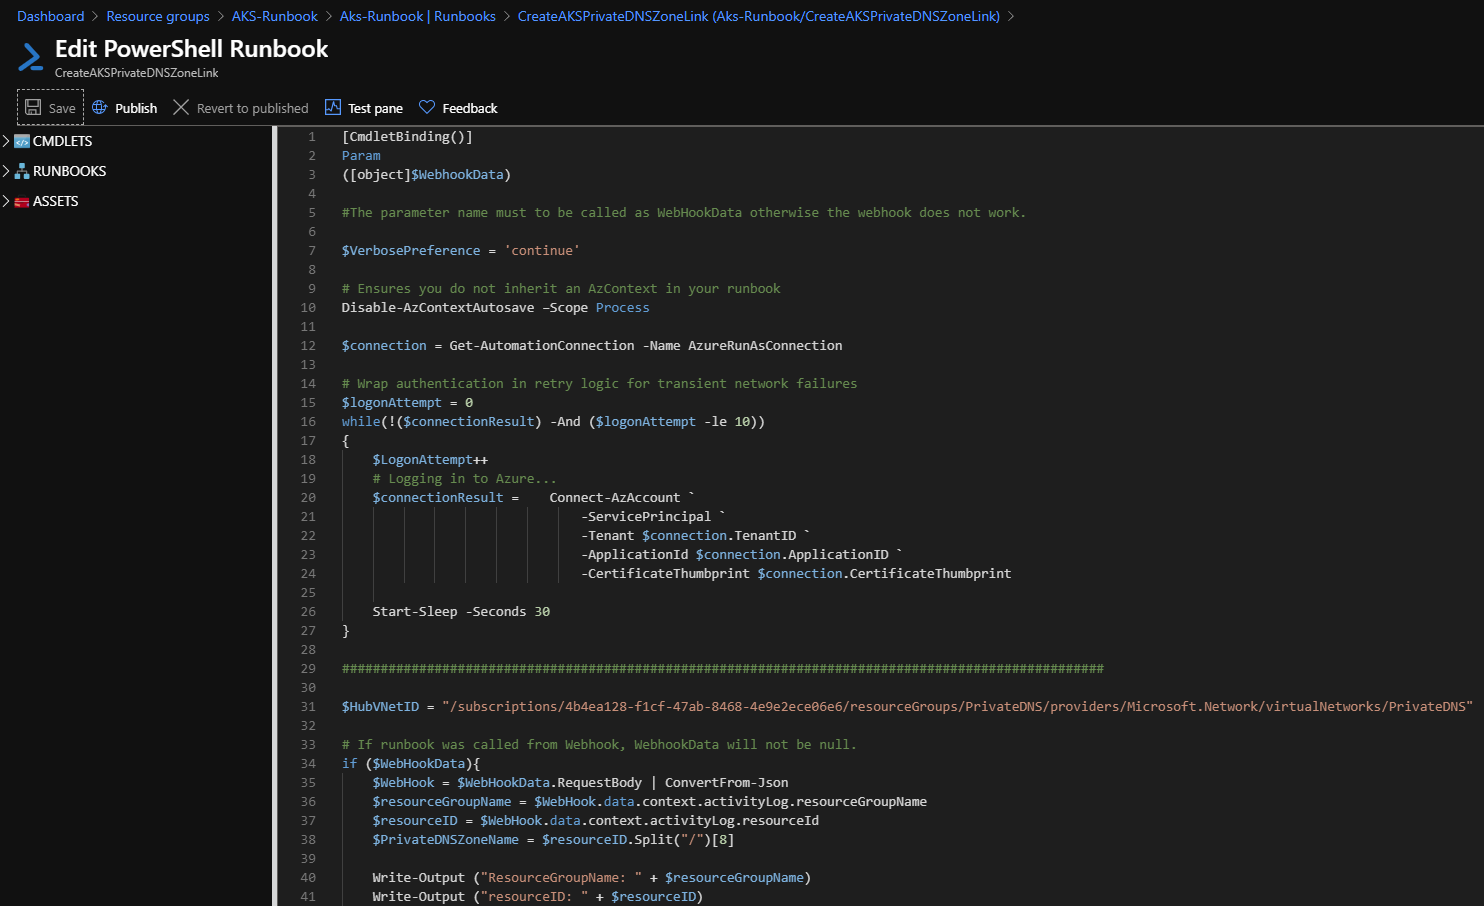 Dashboard > Resource groups > AKS-Runbook > Aks-Runbook | Runbooks > CreateAKSPrivateDNSZoneLink (Aks-Runbook/CreateAKSPrivateDNSZoneLink) >
Edit PowerShell Runbook
CreateAKSPrivateDNSZoneLink
Save Publish Revert to published Test pane Feedback
CMDLETS
RUNBOOKS
ASSETS
1 [CmdletBinding()]
2 Param
3 ([object]$WebhookData)
4
5 #The parameter name must to be called as WebHookData otherwise the webhook does not work.
6
7 $VerbosePreference = 'continue'
8
9 # Ensures you do not inherit an AzContext in your runbook
10 Disable-AzContextAutosave –Scope Process
11
12 $connection = Get-AutomationConnection -Name AzureRunAsConnection
13
14 # Wrap authentication in retry logic for transient network failures
15 $logonAttempt = 0
16 while(!($connectionResult) -And ($logonAttempt -le 10))
17 {
18     $LogonAttempt++
19     # Logging in to Azure...
20     $connectionResult =    Connect-AzAccount `
21                                -ServicePrincipal `
22                                -Tenant $connection.TenantID `
23                                -ApplicationId $connection.ApplicationID `
24                                -CertificateThumbprint $connection.CertificateThumbprint
25
26     Start-Sleep -Seconds 30
27 }
28
29 ###################################################################################################
30
31 $HubVNetID = "/subscriptions/4b4ea128-f1cf-47ab-8468-4e9e2ece06e6/resourceGroups/PrivateDNS/providers/Microsoft.Network/virtualNetworks/PrivateDNS"
32
33 # If runbook was called from Webhook, WebhookData will not be null.
34 if ($WebHookData){
35     $WebHook = $WebHookData.RequestBody | ConvertFrom-Json
36     $resourceGroupName = $WebHook.data.context.activityLog.resourceGroupName
37     $resourceID = $WebHook.data.context.activityLog.resourceId
38     $PrivateDNSZoneName = $resourceID.Split("/")[8]
39
40     Write-Output ("ResourceGroupName: " + $resourceGroupName)
41     Write-Output ("resourceID: " + $resourceID)